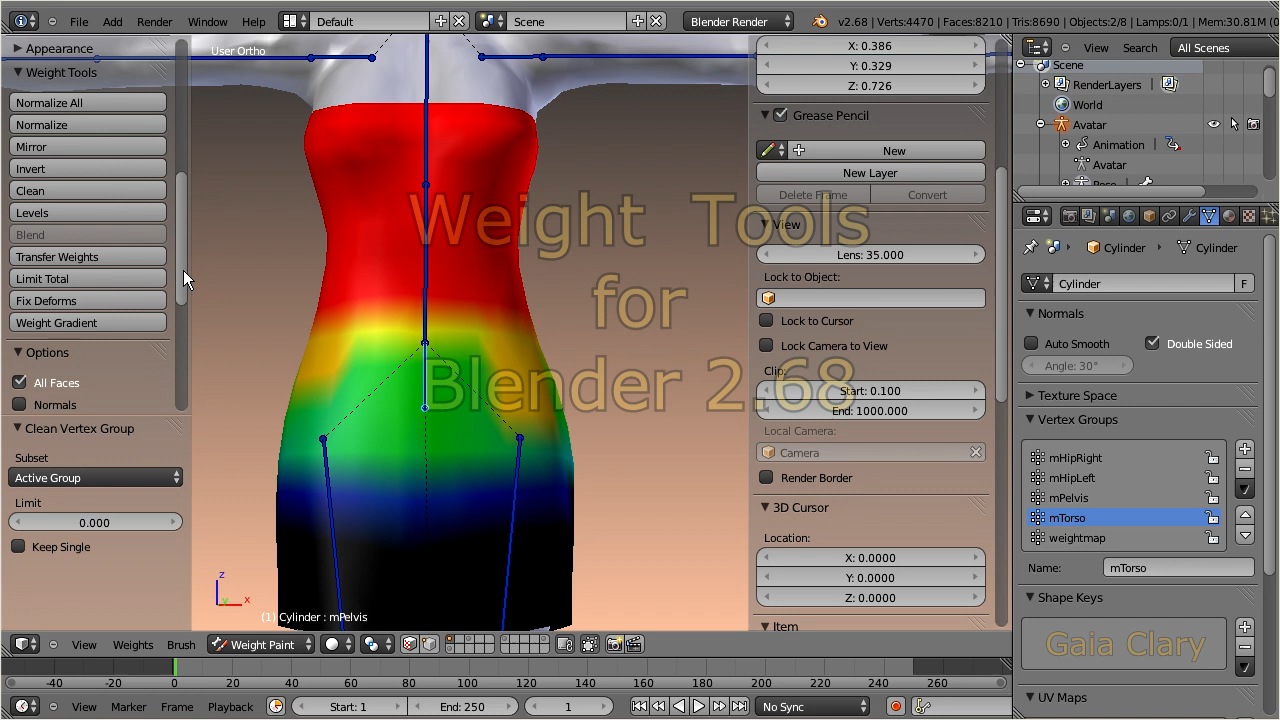 File Add Render Window Help Default Scene Blender Render v2.68 | Verts:4470 | Faces:8210 | Tris:8690 | Objects:2/8 | Lamps:0/1 | Mem:30.81M (0
Appearance
Weight Tools
Normalize All
Normalize
Mirror
Invert
Clean
Levels
Blend
Transfer Weights
Limit Total
Fix Deforms
Weight Gradient
Options
All Faces
Normals
Clean Vertex Group
Subset
Active Group
Limit
0.000
Keep Single
User Ortho
Weight Tools
for
Blender 2.68
z
y x
(1) Cylinder : mPelvis
X: 0.386
Y: 0.329
Z: 0.726
Grease Pencil
New
New Layer
Delete Frame Convert
View
Lens: 35.000
Lock to Object:
Lock to Cursor
Lock Camera to View
Clip:
Start: 0.100
End: 1000.000
Local Camera:
Camera
Render Border
3D Cursor
Location:
X: 0.0000
Y: 0.0000
Z: 0.0000
Item
View Search All Scenes
Scene
RenderLayers
World
Avatar
Animation
Avatar
Pose
Cylinder Cylinder
Cylinder F
Normals
Auto Smooth Double Sided
Angle: 30°
Texture Space
Vertex Groups
mHipRight
mHipLeft
mPelvis
mTorso
weightmap
Name: mTorso
Shape Keys
Gaia Clary
UV Maps
View Weights Brush Weight Paint
-40 -20 0 20 40 60 80 100 120 140 160 180 200 220 240 260
View Marker Frame Playback Start: 1 End: 250 1 No Sync